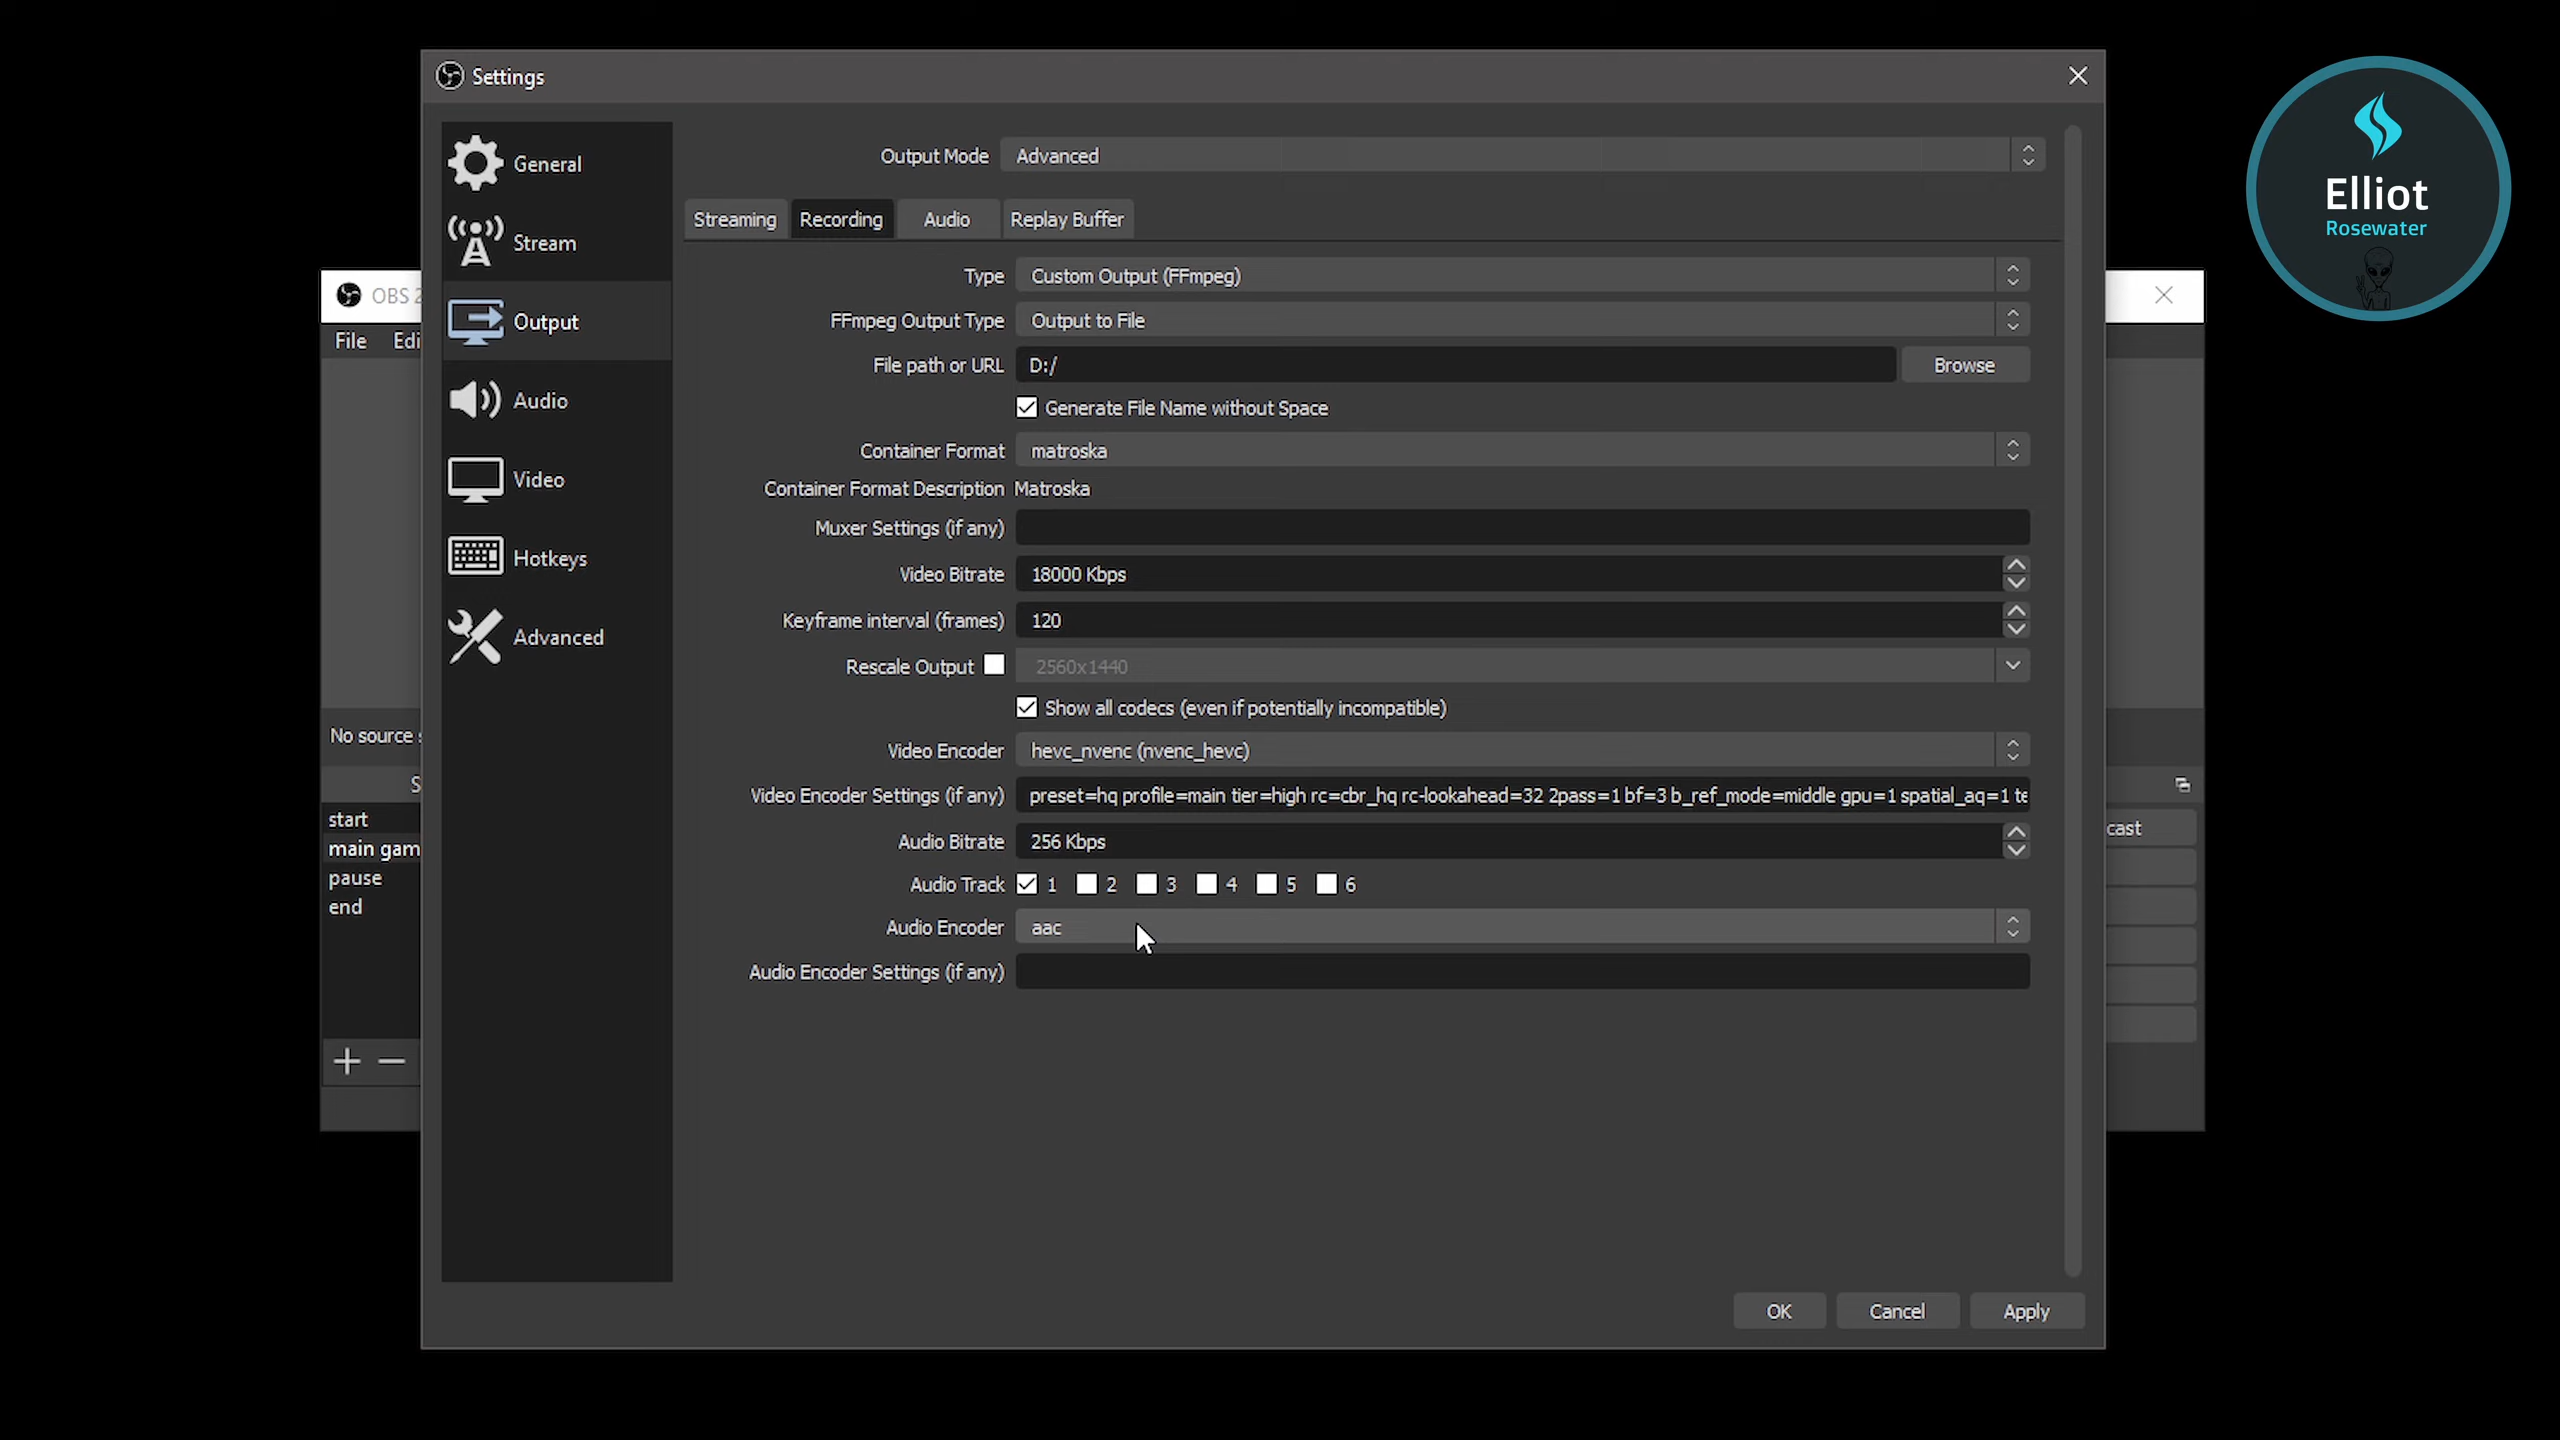 Settings
General
Stream
Output
Audio
Video
Hotkeys
Advanced
Output Mode Advanced
Streaming Recording Audio Replay Buffer
Type Custom Output (FFmpeg)
FFmpeg Output Type Output to File
File path or URL D:/ Browse
Generate File Name without Space
Container Format matroska
Container Format Description Matroska
Muxer Settings (if any)
Video Bitrate 18000 Kbps
Keyframe interval (frames) 120
Rescale Output 2560x1440
Show all codecs (even if potentially incompatible)
Video Encoder hevc_nvenc (nvenc_hevc)
Video Encoder Settings (if any) preset=hq profile=main tier=high rc=cbr_hq rc-lookahead=32 2pass=1 bf=3 b_ref_mode=middle gpu=1 spatial_aq=1 te
Audio Bitrate 256 Kbps
Audio Track 1 2 3 4 5 6
Audio Encoder aac
Audio Encoder Settings (if any)
OK Cancel Apply
OBS 2
File Edi
No source s
S
start
main gam
pause
end
cast
Elliot
Rosewater